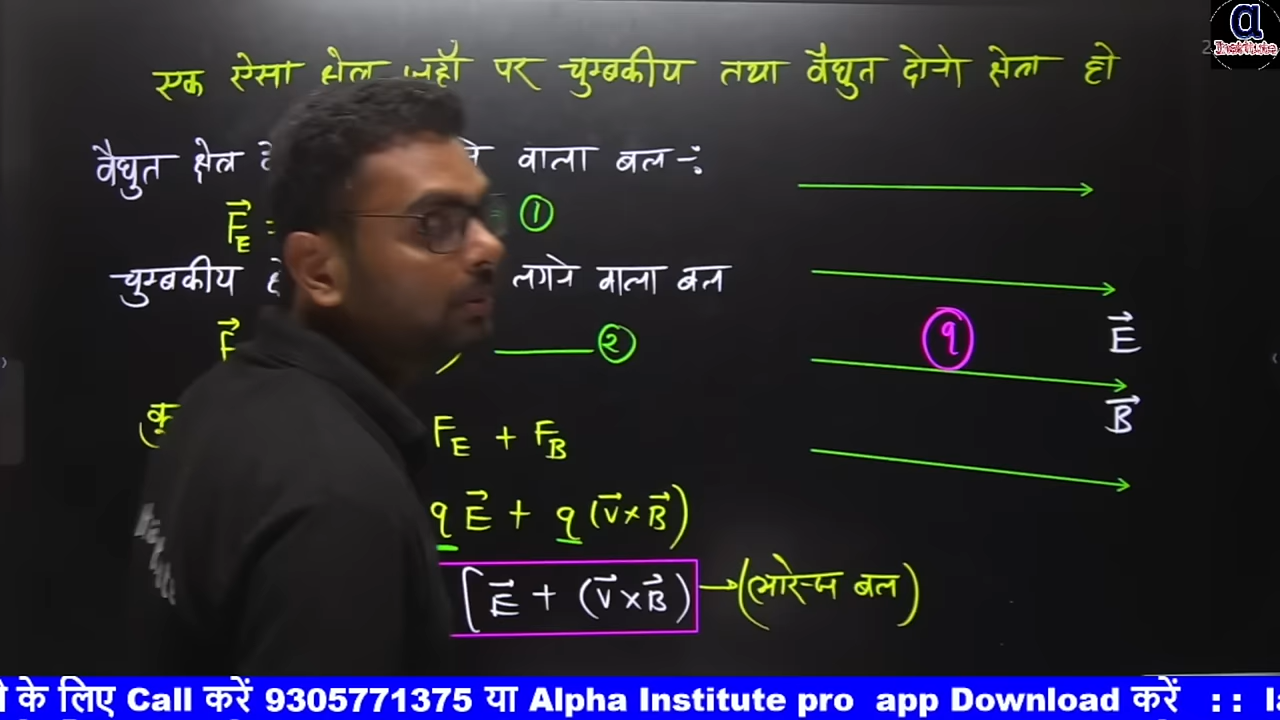 एक ऐसा क्षेत्र जहाँ पर चुम्बकीय तथा वैधुत दोनो क्षेत्र हो
वैधुत क्षेत्र वाला बल -:
F⃗E = ①
चुम्बकीय लगने वाला बल
②
FE + FB
qE⃗ + q(v⃗×B⃗)
[E⃗ + (v⃗×B⃗) → (लोरेन्ज बल)
q
E⃗
B⃗
α
Institute
के लिए Call करें 9305771375 या Alpha Institute pro app Download करें ::